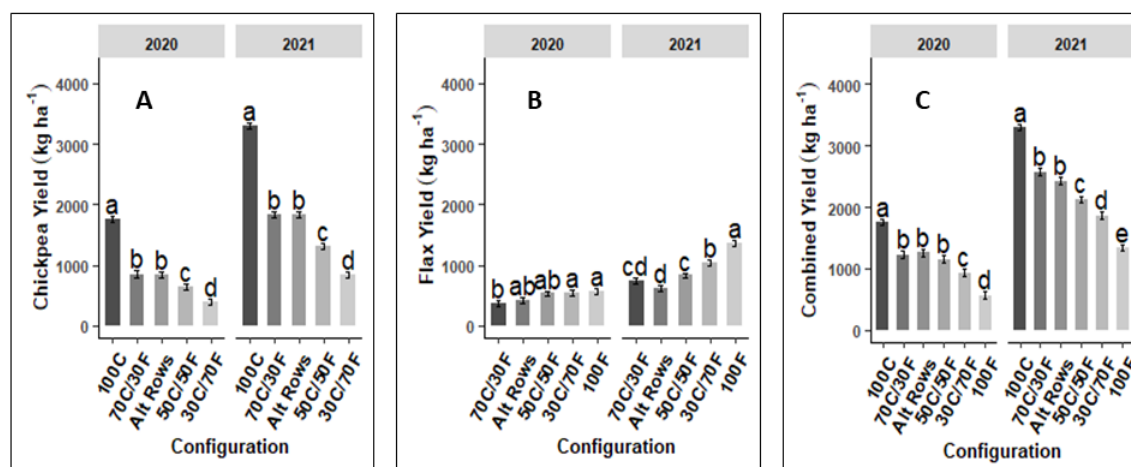 2020 2021
A
Chickpea Yield (kg ha⁻¹)
4000
3000
2000
1000
0
a b b c d
a b b c d
100C 70C/30F Alt Rows 50C/50F 30C/70F
100C 70C/30F Alt Rows 50C/50F 30C/70F
Configuration
2020 2021
B
Flax Yield (kg ha⁻¹)
4000
3000
2000
1000
0
b ab ab a a
cd d c b a
70C/30F Alt Rows 50C/50F 30C/70F 100F
70C/30F Alt Rows 50C/50F 30C/70F 100F
Configuration
2020 2021
C
Combined Yield (kg ha⁻¹)
4000
3000
2000
1000
0
a b b b c d
a b b c d e
100C 70C/30F Alt Rows 50C/50F 30C/70F 100F
100C 70C/30F Alt Rows 50C/50F 30C/70F 100F
Configuration